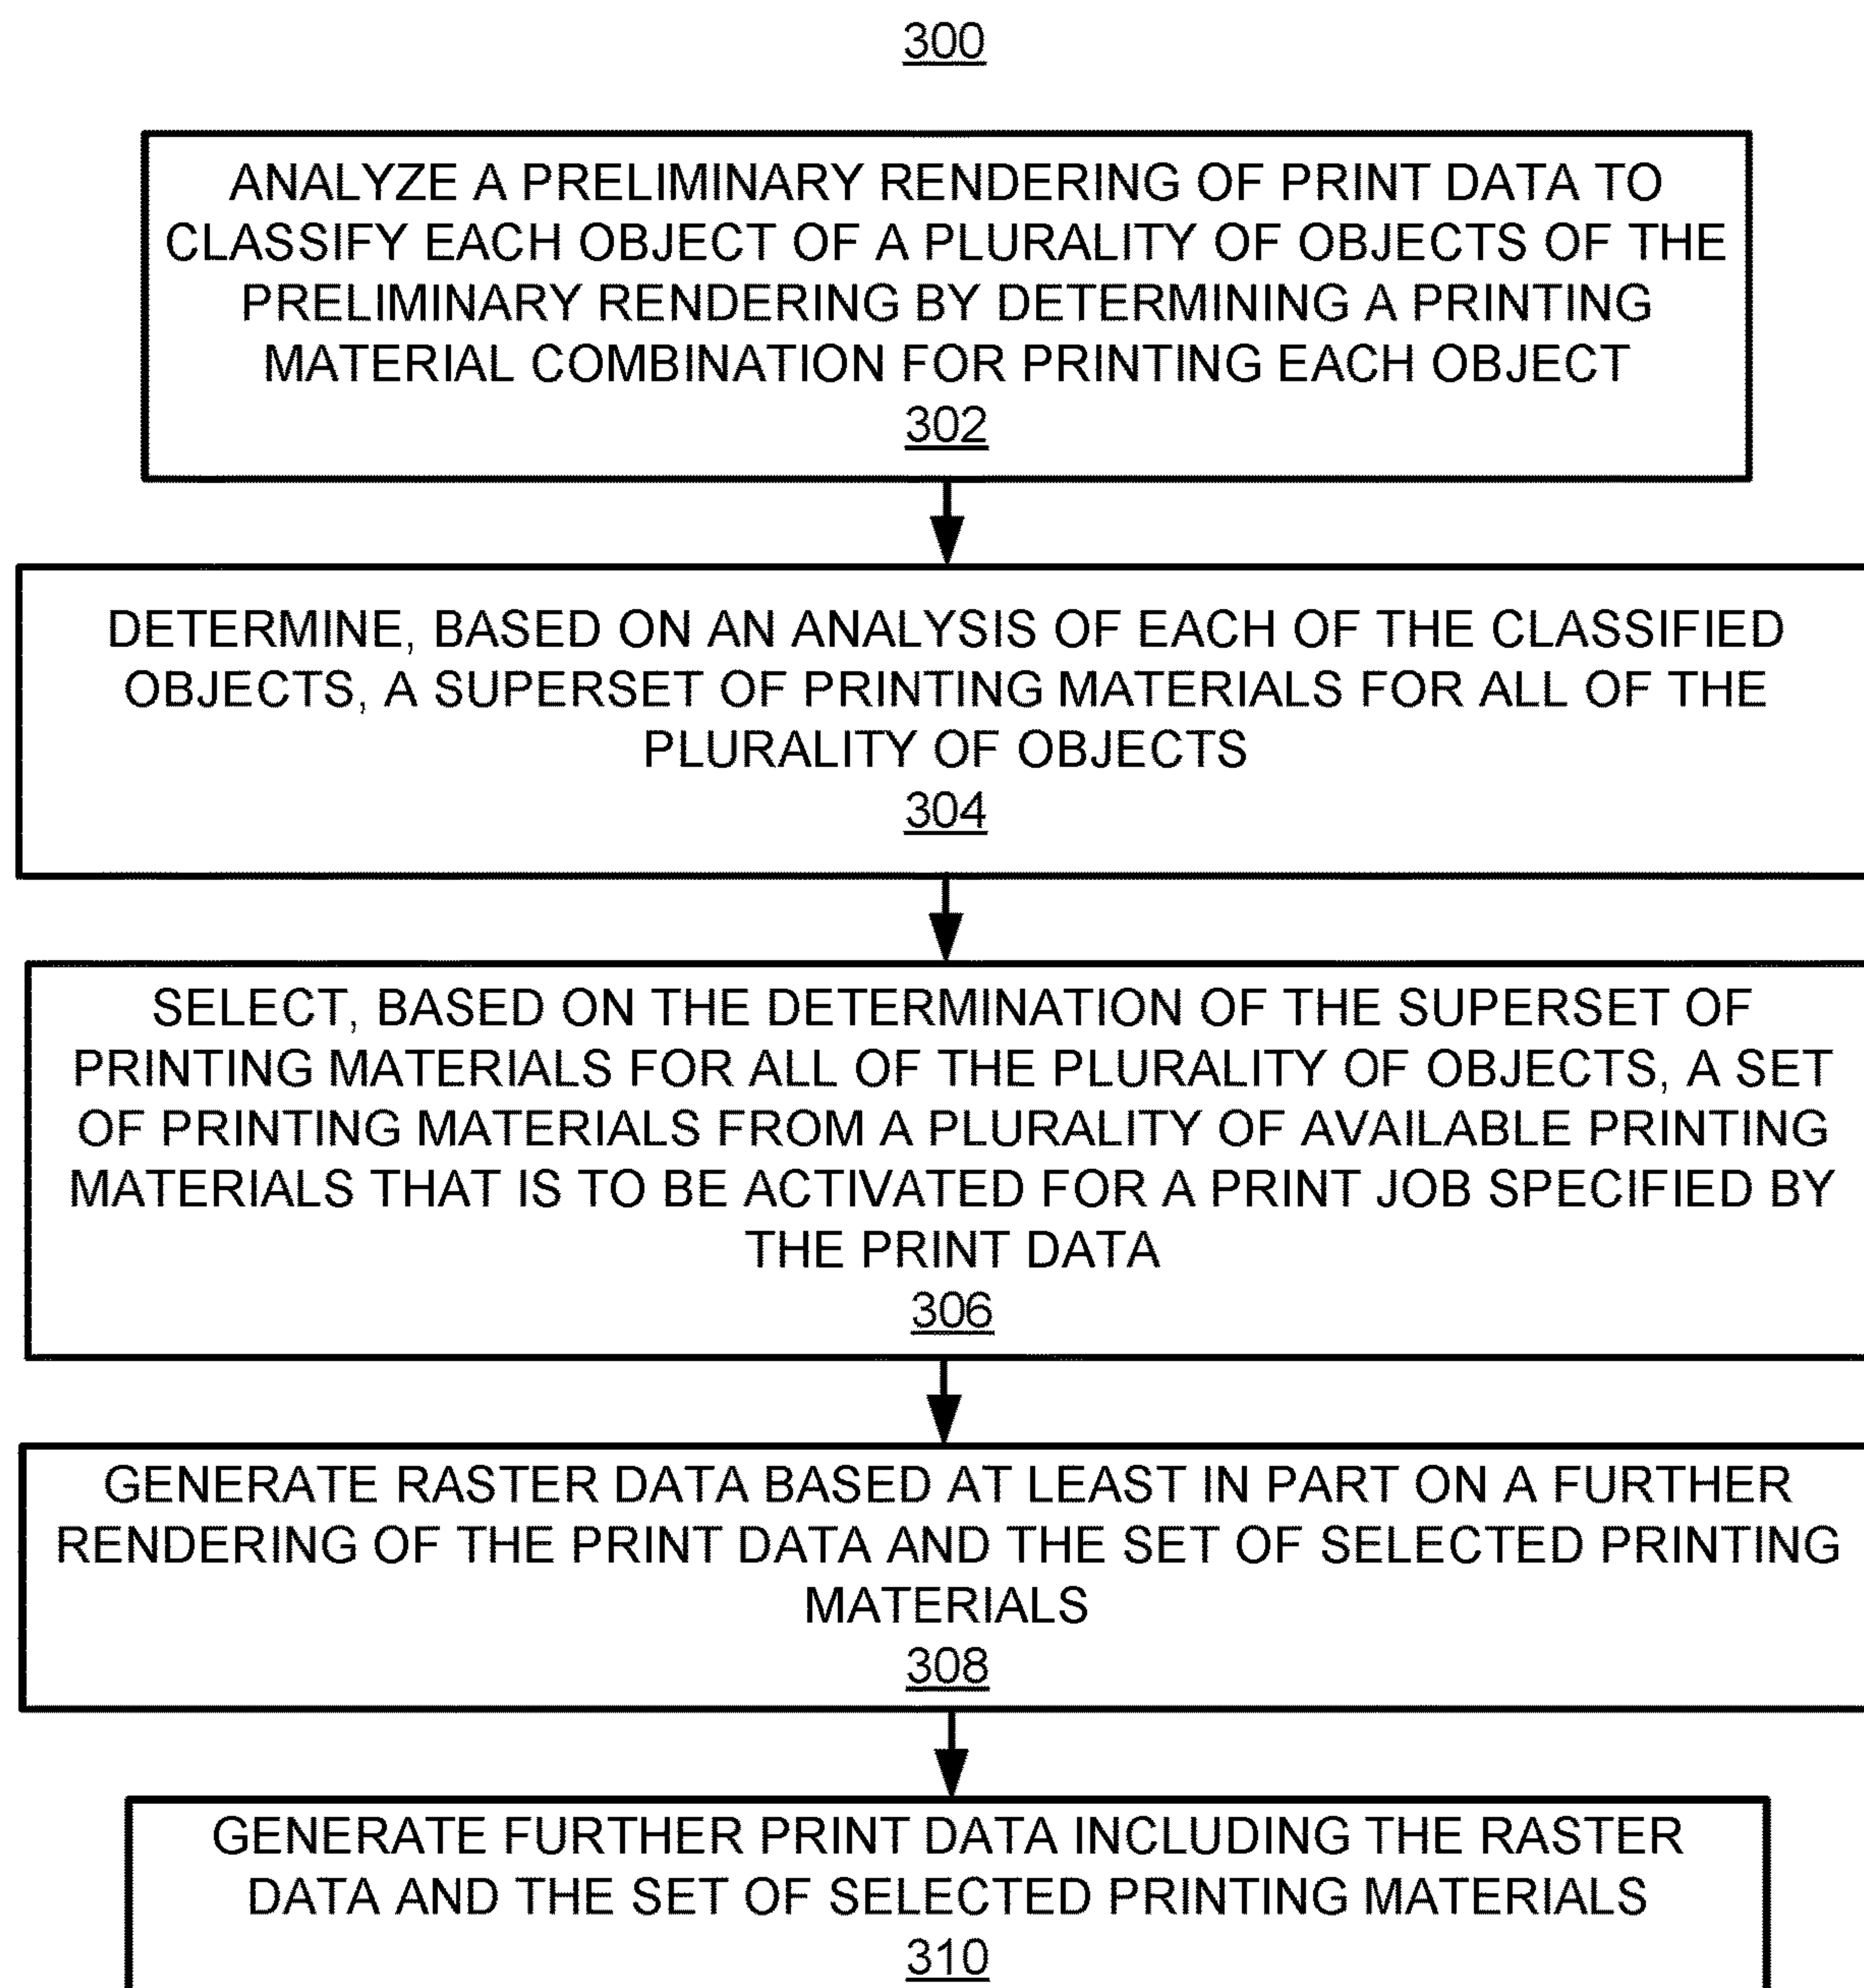 300
ANALYZE A PRELIMINARY RENDERING OF PRINT DATA TO
CLASSIFY EACH OBJECT OF A PLURALITY OF OBJECTS OF THE
PRELIMINARY RENDERING BY DETERMINING A PRINTING
MATERIAL COMBINATION FOR PRINTING EACH OBJECT
302
DETERMINE, BASED ON AN ANALYSIS OF EACH OF THE CLASSIFIED
OBJECTS, A SUPERSET OF PRINTING MATERIALS FOR ALL OF THE
PLURALITY OF OBJECTS
304
SELECT, BASED ON THE DETERMINATION OF THE SUPERSET OF
PRINTING MATERIALS FOR ALL OF THE PLURALITY OF OBJECTS, A SET
OF PRINTING MATERIALS FROM A PLURALITY OF AVAILABLE PRINTING
MATERIALS THAT IS TO BE ACTIVATED FOR A PRINT JOB SPECIFIED BY
THE PRINT DATA
306
GENERATE RASTER DATA BASED AT LEAST IN PART ON A FURTHER
RENDERING OF THE PRINT DATA AND THE SET OF SELECTED PRINTING
MATERIALS
308
GENERATE FURTHER PRINT DATA INCLUDING THE RASTER
DATA AND THE SET OF SELECTED PRINTING MATERIALS
310